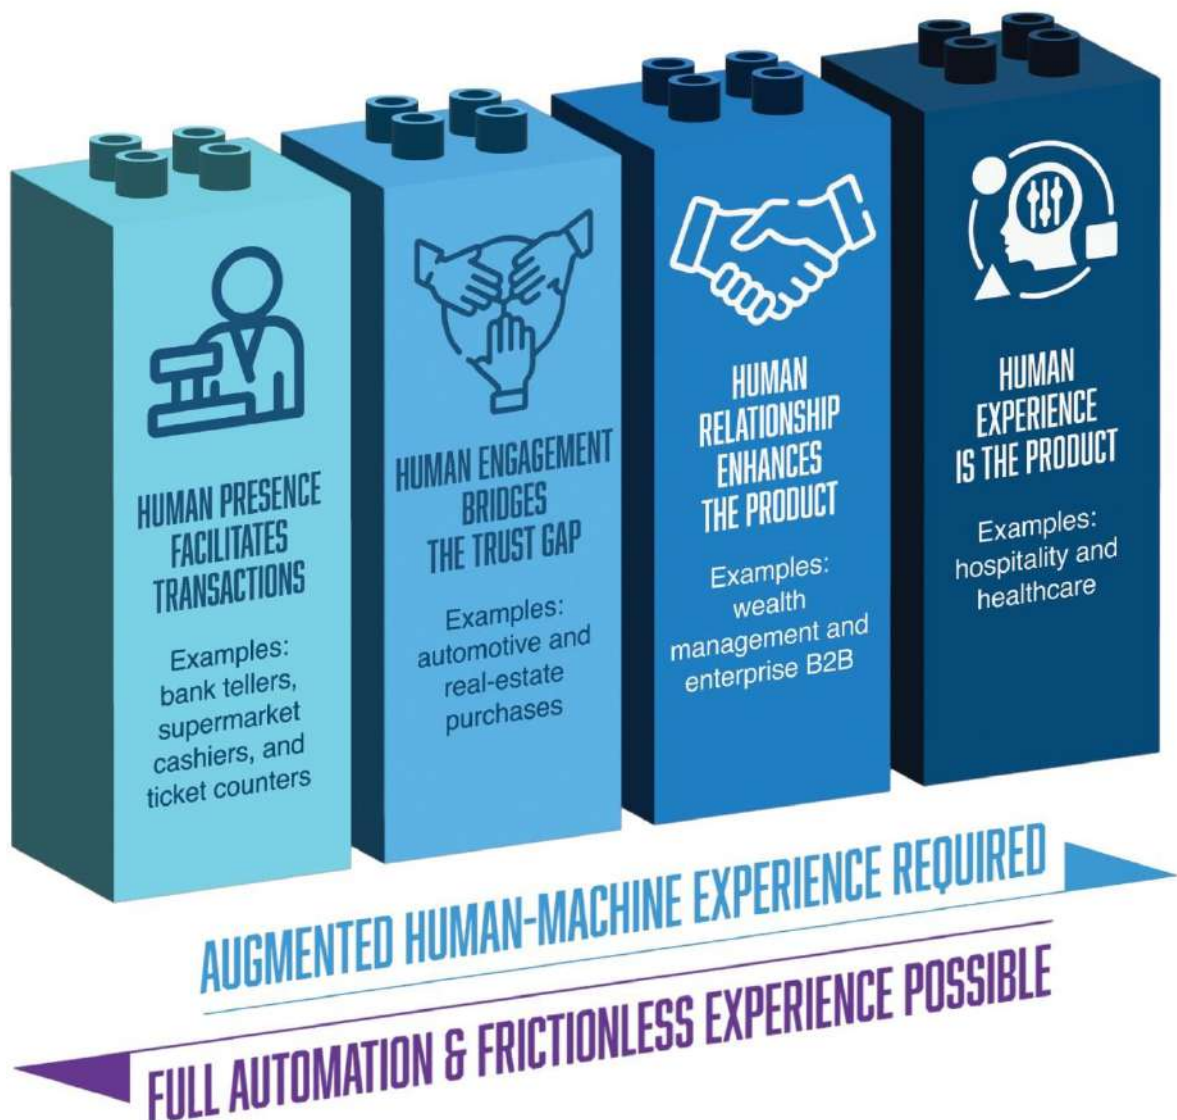 HUMAN PRESENCE
FACILITATES
TRANSACTIONS
Examples:
bank tellers,
supermarket
cashiers, and
ticket counters
HUMAN ENGAGEMENT
BRIDGES
THE TRUST GAP
Examples:
automotive and
real-estate
purchases
HUMAN
RELATIONSHIP
ENHANCES
THE PRODUCT
Examples:
wealth
management and
enterprise B2B
HUMAN
EXPERIENCE
IS THE PRODUCT
Examples:
hospitality and
healthcare
AUGMENTED HUMAN-MACHINE EXPERIENCE REQUIRED
FULL AUTOMATION & FRICTIONLESS EXPERIENCE POSSIBLE